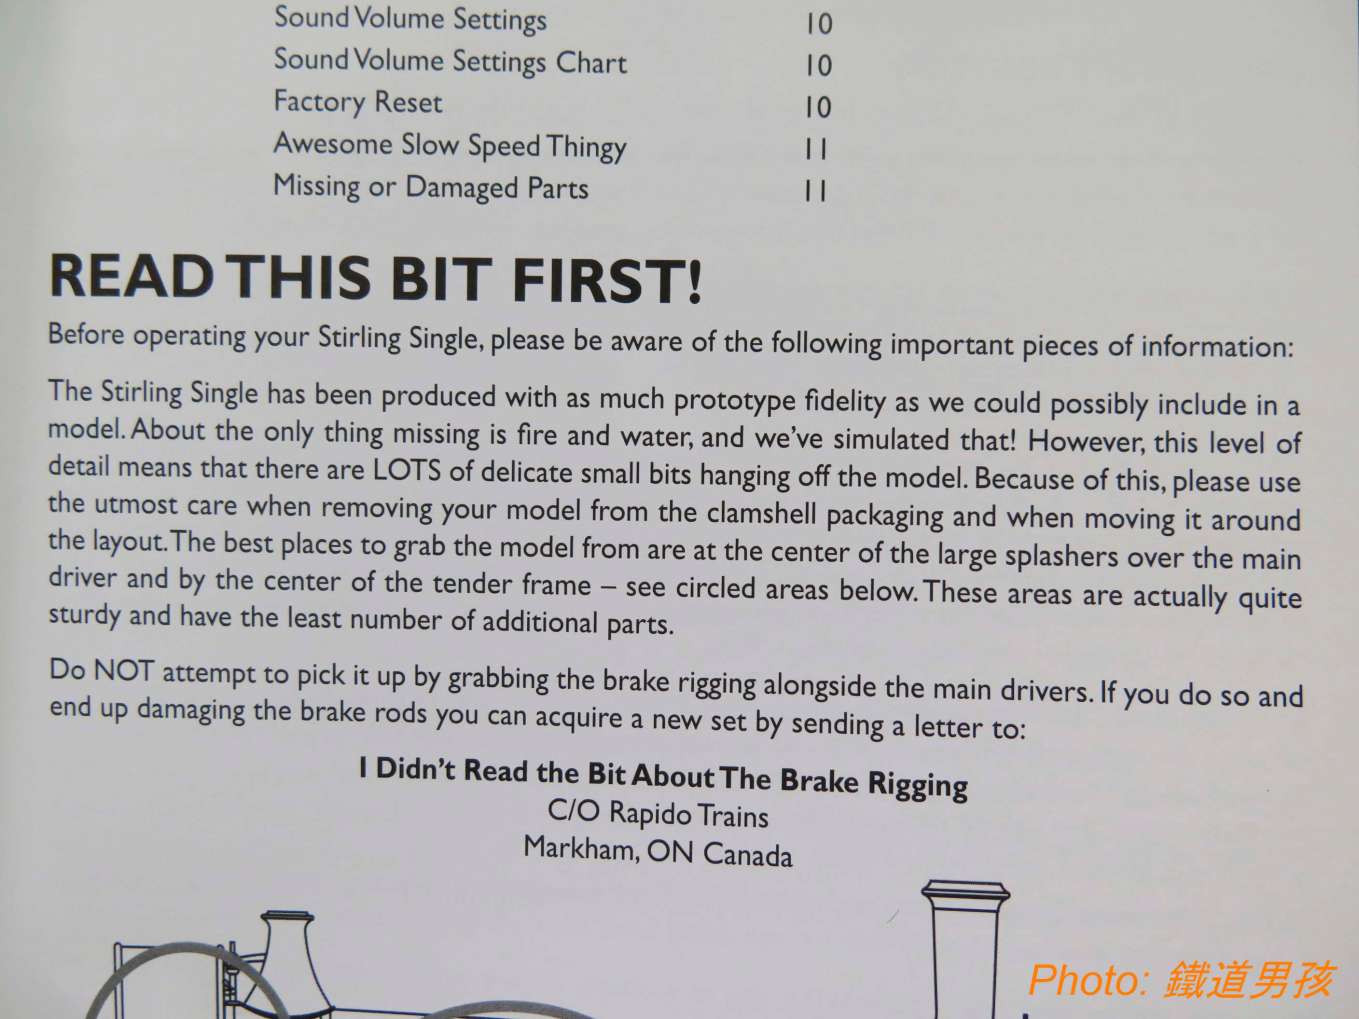 Sound Volume Settings 10
Sound Volume Settings Chart 10
Factory Reset 10
Awesome Slow Speed Thingy 11
Missing or Damaged Parts 11
READ THIS BIT FIRST!
Before operating your Stirling Single, please be aware of the following important pieces of information:
The Stirling Single has been produced with as much prototype fidelity as we could possibly include in a
model. About the only thing missing is fire and water, and we've simulated that! However, this level of
detail means that there are LOTS of delicate small bits hanging off the model. Because of this, please use
the utmost care when removing your model from the clamshell packaging and when moving it around
the layout. The best places to grab the model from are at the center of the large splashers over the main
driver and by the center of the tender frame – see circled areas below. These areas are actually quite
sturdy and have the least number of additional parts.
Do NOT attempt to pick it up by grabbing the brake rigging alongside the main drivers. If you do so and
end up damaging the brake rods you can acquire a new set by sending a letter to:
I Didn't Read the Bit About The Brake Rigging
C/O Rapido Trains
Markham, ON Canada
Photo: 鐵道男孩